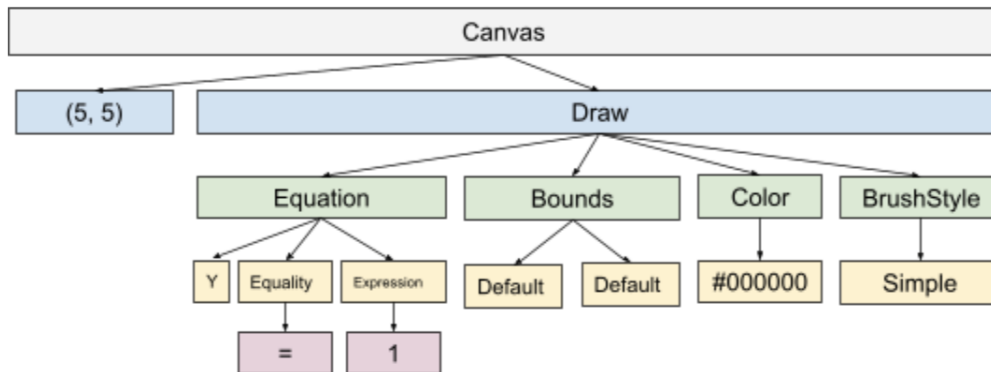 Canvas
(5, 5)
Draw
Equation
Bounds
Color
BrushStyle
Y
Equality
Expression
Default
Default
#000000
Simple
=
1